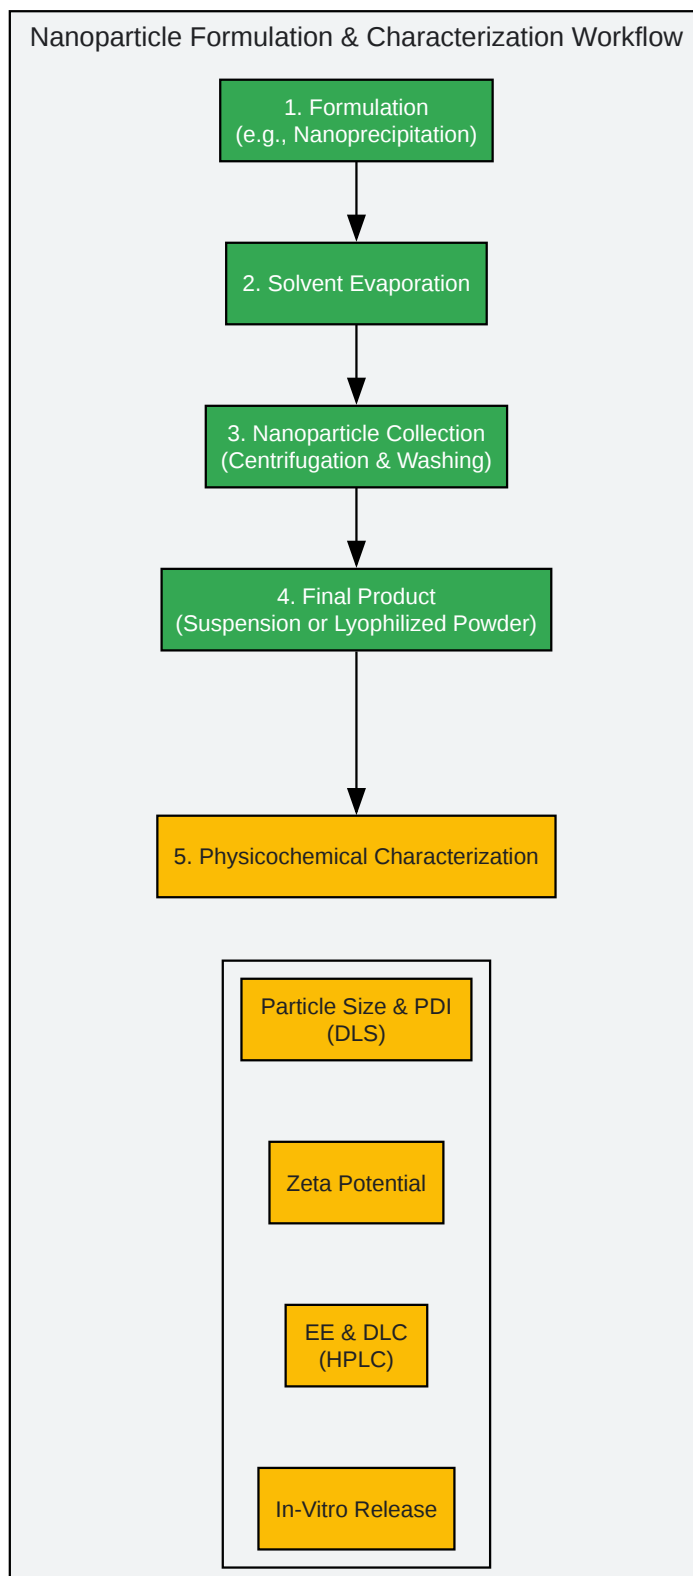 Nanoparticle Formulation & Characterization Workflow
1. Formulation
(e.g., Nanoprecipitation)
2. Solvent Evaporation
3. Nanoparticle Collection
(Centrifugation & Washing)
4. Final Product
(Suspension or Lyophilized Powder)
5. Physicochemical Characterization
Particle Size & PDI
(DLS)
Zeta Potential
EE & DLC
(HPLC)
In-Vitro Release